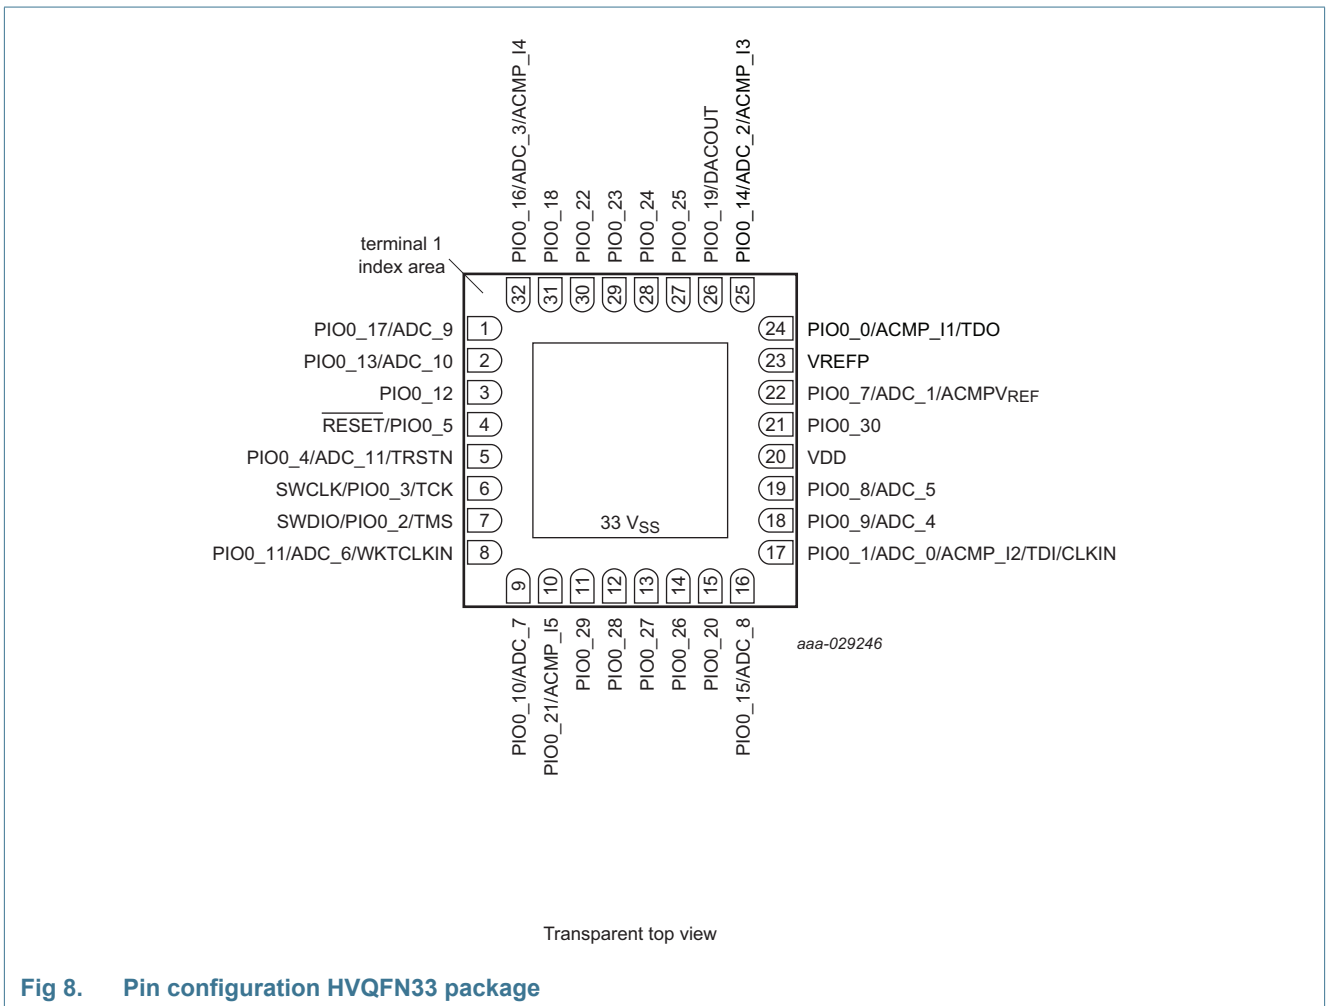 PIO0_16/ADC_3/ACMP_I4
PIO0_18
PIO0_22
PIO0_23
PIO0_24
PIO0_25
PIO0_19/DACOUT
PIO0_14/ADC_2/ACMP_I3
terminal 1
index area
32
31
30
29
28
27
26
25
PIO0_17/ADC_9 1
PIO0_13/ADC_10 2
PIO0_12 3
RESET/PIO0_5 4
PIO0_4/ADC_11/TRSTN 5
SWCLK/PIO0_3/TCK 6
SWDIO/PIO0_2/TMS 7
PIO0_11/ADC_6/WKTCLKIN 8
24 PIO0_0/ACMP_I1/TDO
23 VREFP
22 PIO0_7/ADC_1/ACMPVREF
21 PIO0_30
20 VDD
19 PIO0_8/ADC_5
18 PIO0_9/ADC_4
17 PIO0_1/ADC_0/ACMP_I2/TDI/CLKIN
33 VSS
9
10
11
12
13
14
15
16
PIO0_10/ADC_7
PIO0_21/ACMP_I5
PIO0_29
PIO0_28
PIO0_27
PIO0_26
PIO0_20
PIO0_15/ADC_8
aaa-029246
Transparent top view
Fig 8. Pin configuration HVQFN33 package